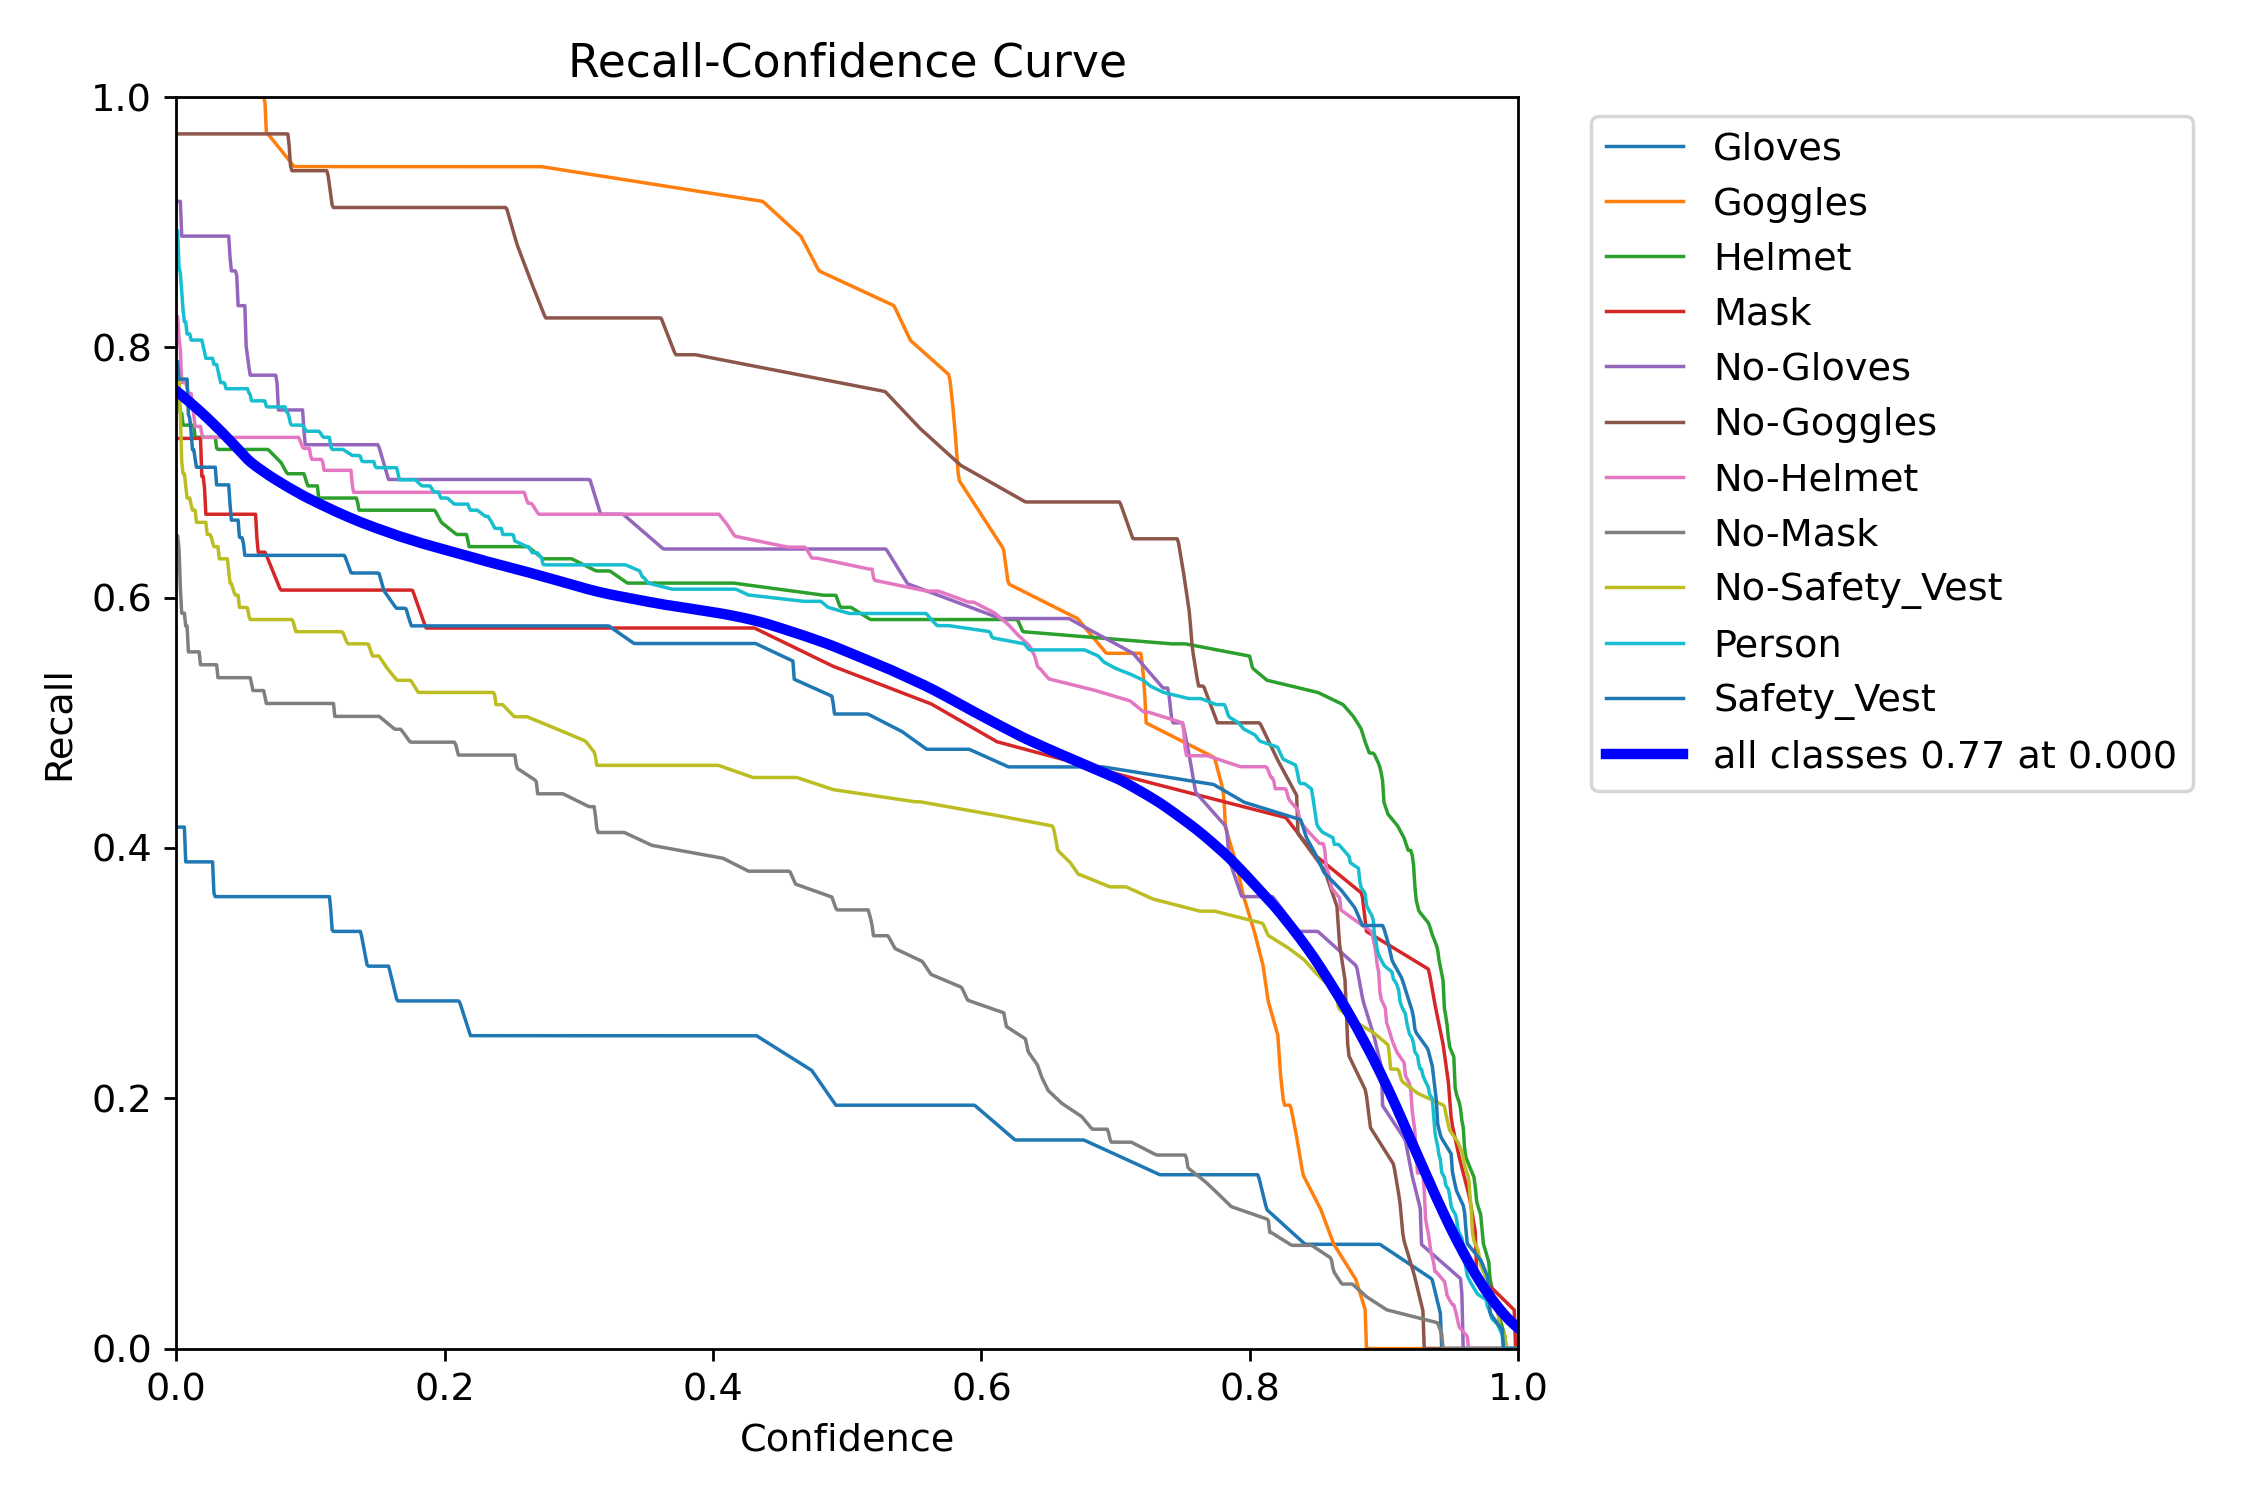 Recall-Confidence Curve
1.0
0.8
0.6
0.4
0.2
0.0
Recall
0.0 0.2 0.4 0.6 0.8 1.0
Confidence
Gloves
Goggles
Helmet
Mask
No-Gloves
No-Goggles
No-Helmet
No-Mask
No-Safety_Vest
Person
Safety_Vest
all classes 0.77 at 0.000